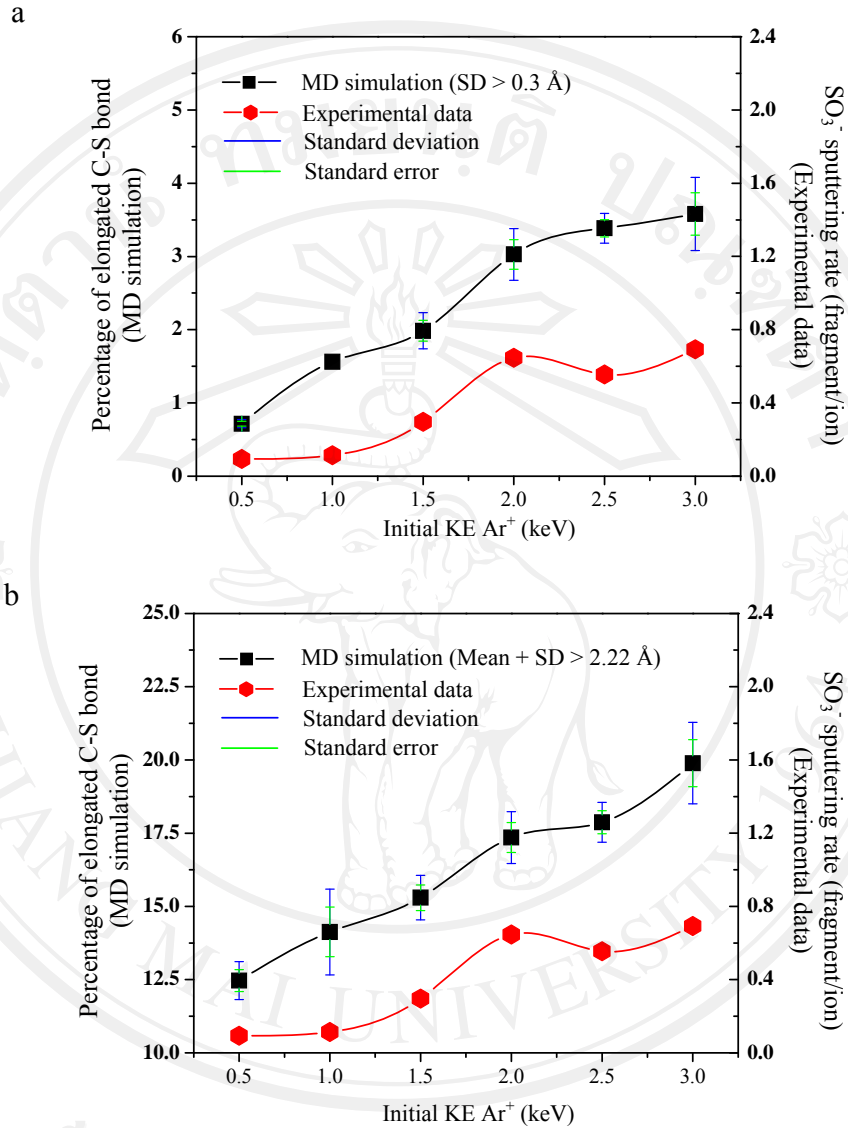 a
6
5
4
3
2
1
0
2.4
2.0
1.6
1.2
0.8
0.4
0.0
Percentage of elongated C-S bond
(MD simulation)
MD simulation (SD > 0.3 Å)
Experimental data
Standard deviation
Standard error
SO₃⁻ sputtering rate (fragment/ion)
(Experimental data)
0.5 1.0 1.5 2.0 2.5 3.0
Initial KE Ar⁺ (keV)
b
25.0
22.5
20.0
17.5
15.0
12.5
10.0
2.4
2.0
1.6
1.2
0.8
0.4
0.0
Percentage of elongated C-S bond
(MD simulation)
MD simulation (Mean + SD > 2.22 Å)
Experimental data
Standard deviation
Standard error
SO₃⁻ sputtering rate (fragment/ion)
(Experimental data)
0.5 1.0 1.5 2.0 2.5 3.0
Initial KE Ar⁺ (keV)
MAI UNIVERSITY